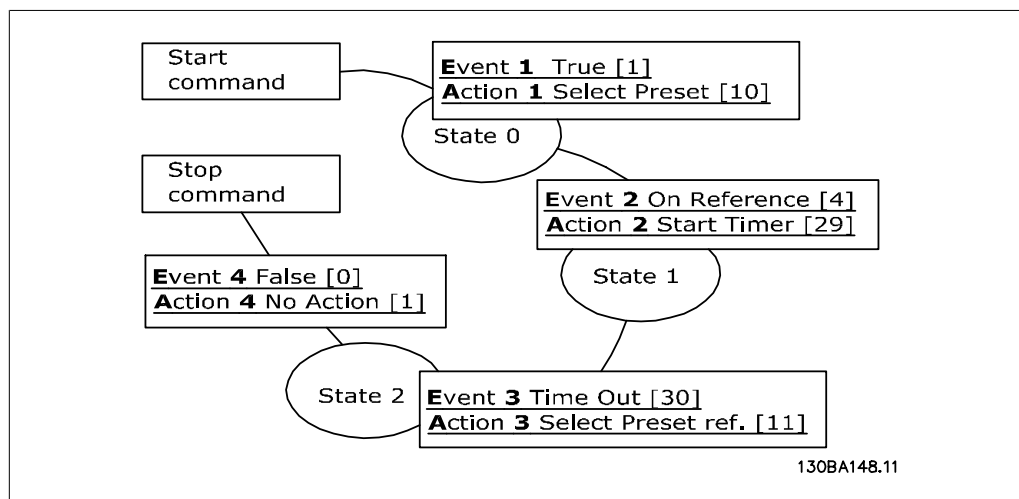 Start
command
Event 1 True [1]
Action 1 Select Preset [10]
State 0
Stop
command
Event 2 On Reference [4]
Action 2 Start Timer [29]
State 1
Event 4 False [0]
Action 4 No Action [1]
State 2
Event 3 Time Out [30]
Action 3 Select Preset ref. [11]
130BA148.11